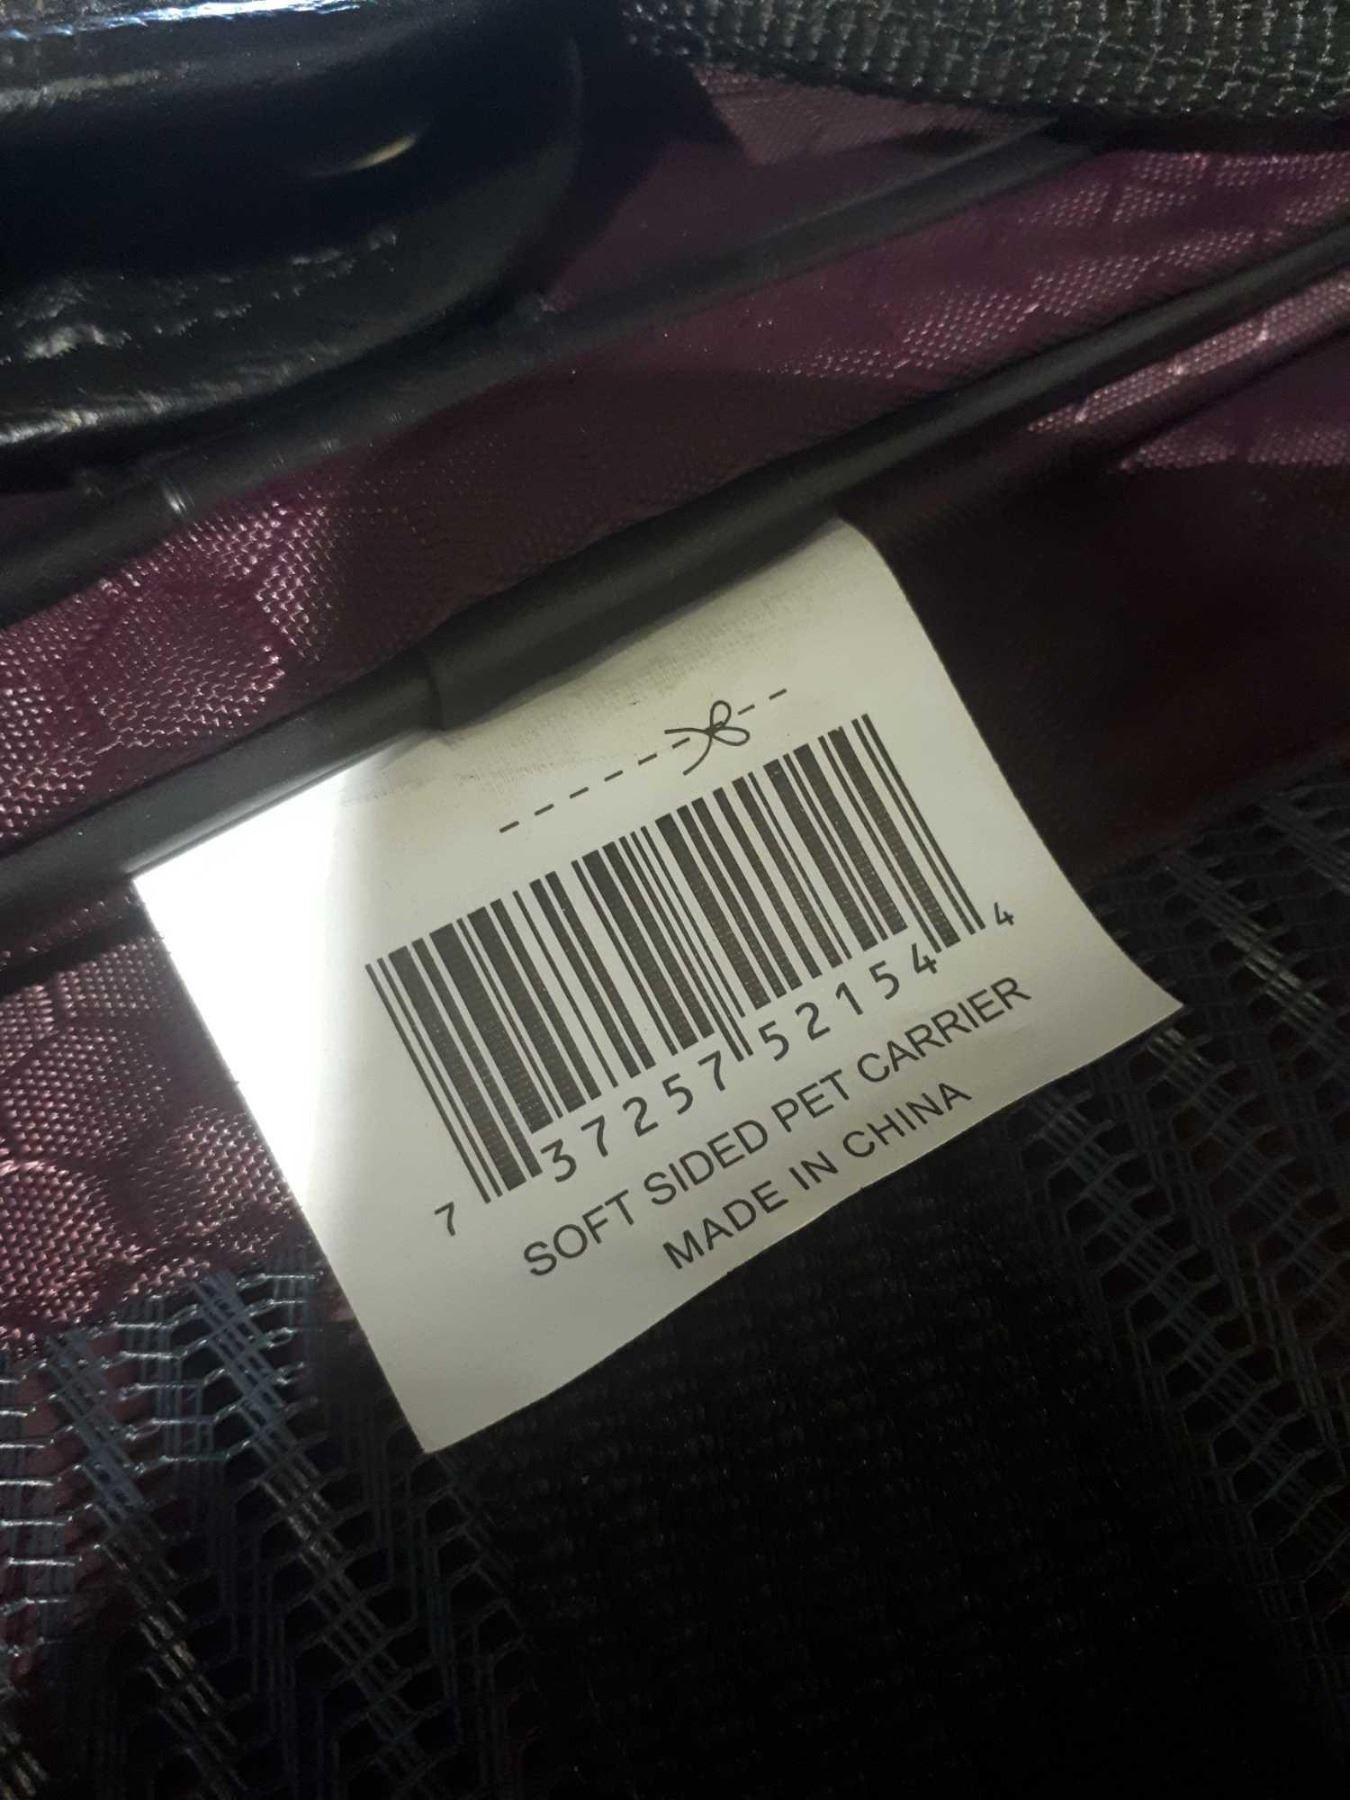 7 37257 52154 4
SOFT SIDED PET CARRIER
MADE IN CHINA